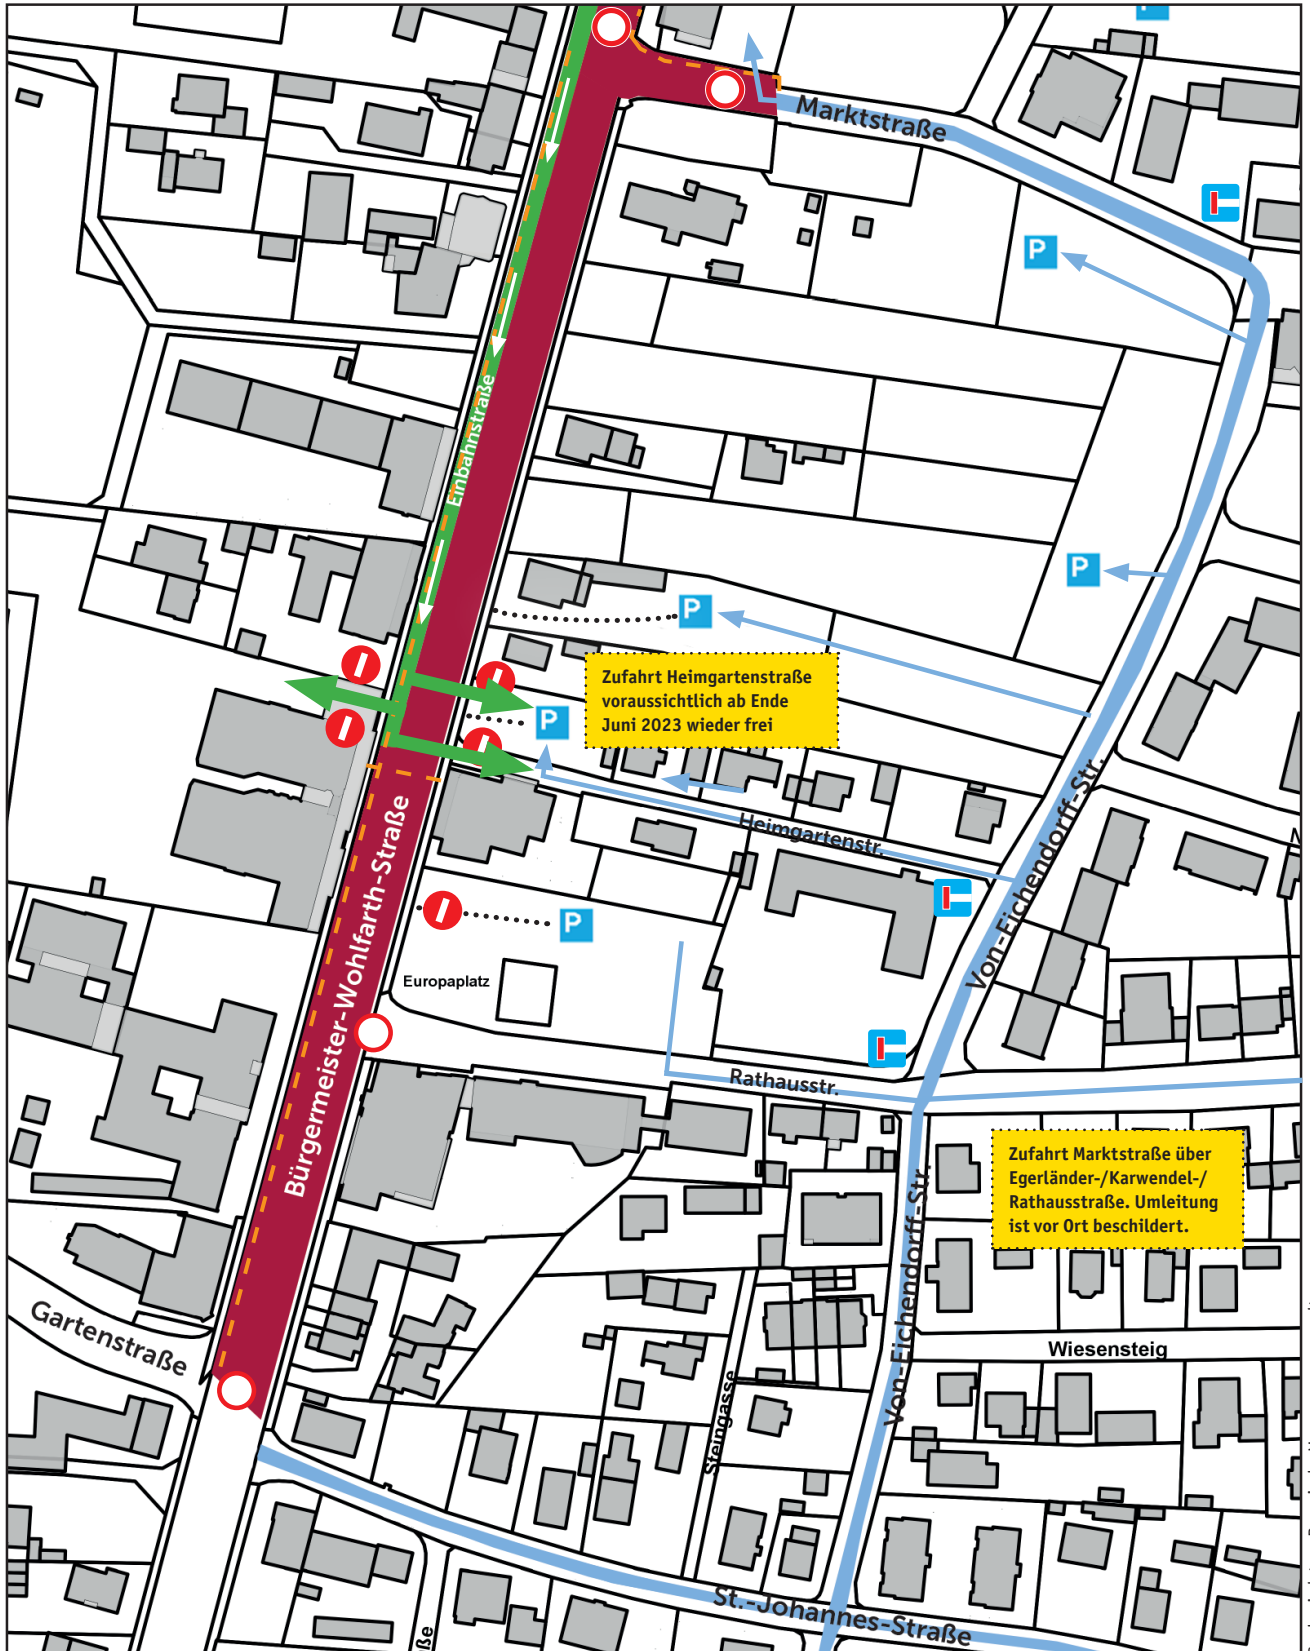 P
Marktstraße
P
Einbahnstraße
P
P
Zufahrt Heimgartenstraße
voraussichtlich ab Ende
Juni 2023 wieder frei
P
Heimgartenstr.
Von-Eichendorff-Str.
Bürgermeister-Wohlfarth-Straße
P
Europaplatz
Rathausstr.
Zufahrt Marktstraße über
Egerländer-/Karwendel-/
Rathausstraße. Umleitung
ist vor Ort beschildert.
Von-Eichendorff-Str.
Gartenstraße
Wiesensteig
Steingasse
St.-Johannes-Straße